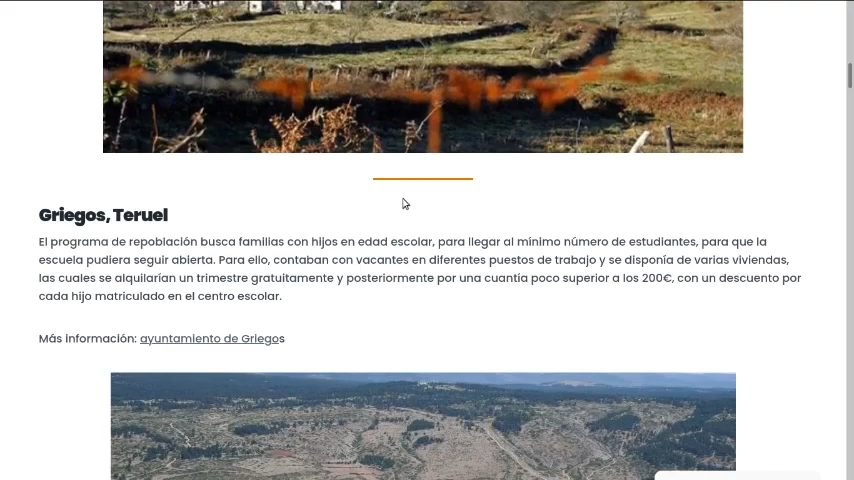 Griegos, Teruel
El programa de repoblación busca familias con hijos en edad escolar, para llegar al mínimo número de estudiantes, para que la
escuela pudiera seguir abierta. Para ello, contaban con vacantes en diferentes puestos de trabajo y se disponía de varias viviendas,
las cuales se alquilarían un trimestre gratuitamente y posteriormente por una cuantía poco superior a los 200€, con un descuento por
cada hijo matriculado en el centro escolar.
Más información: ayuntamiento de Griegos